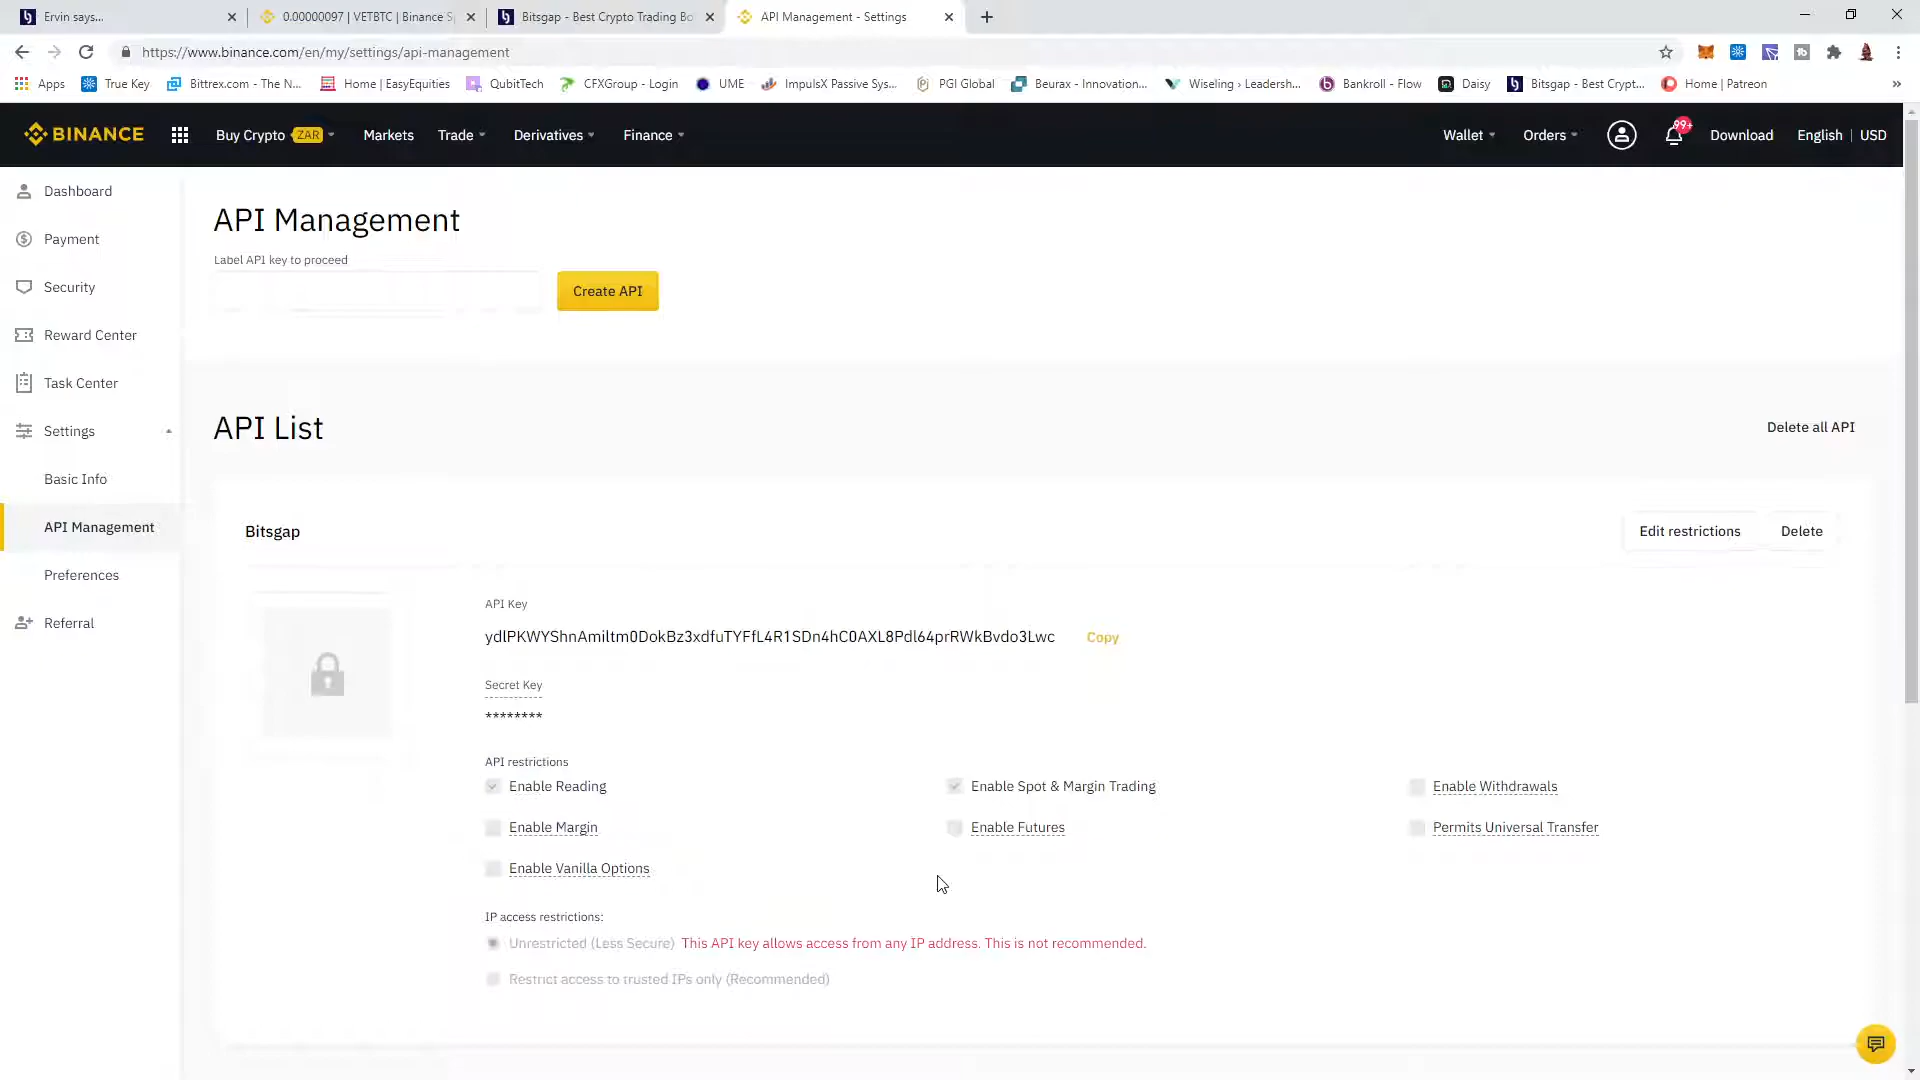 Ervin says...
0.00000097 | VETBTC | Binance S
Bitsgap - Best Crypto Trading Bo
API Management - Settings
https://www.binance.com/en/my/settings/api-management
Apps
True Key
Bittrex.com - The N...
Home | EasyEquities
QubitTech
CFXGroup - Login
UME
ImpulsX Passive Sys...
PGI Global
Beurax - Innovation...
Wiseling › Leadersh...
Bankroll - Flow
Daisy
Bitsgap - Best Crypt...
Home | Patreon
BINANCE
Buy Crypto ZAR
Markets
Trade
Derivatives
Finance
Wallet
Orders
99+
Download
English | USD
Dashboard
Payment
Security
Reward Center
Task Center
Settings
Basic Info
API Management
Preferences
Referral
API Management
Label API key to proceed
Create API
API List
Delete all API
Bitsgap
Edit restrictions
Delete
API Key
ydlPKWYShnAmiltm0DokBz3xdfuTYFfL4R1SDn4hC0AXL8Pdl64prRWkBvdo3Lwc
Copy
Secret Key
********
API restrictions
Enable Reading
Enable Spot & Margin Trading
Enable Withdrawals
Enable Margin
Enable Futures
Permits Universal Transfer
Enable Vanilla Options
IP access restrictions:
Unrestricted (Less Secure) This API key allows access from any IP address. This is not recommended.
Restrict access to trusted IPs only (Recommended)